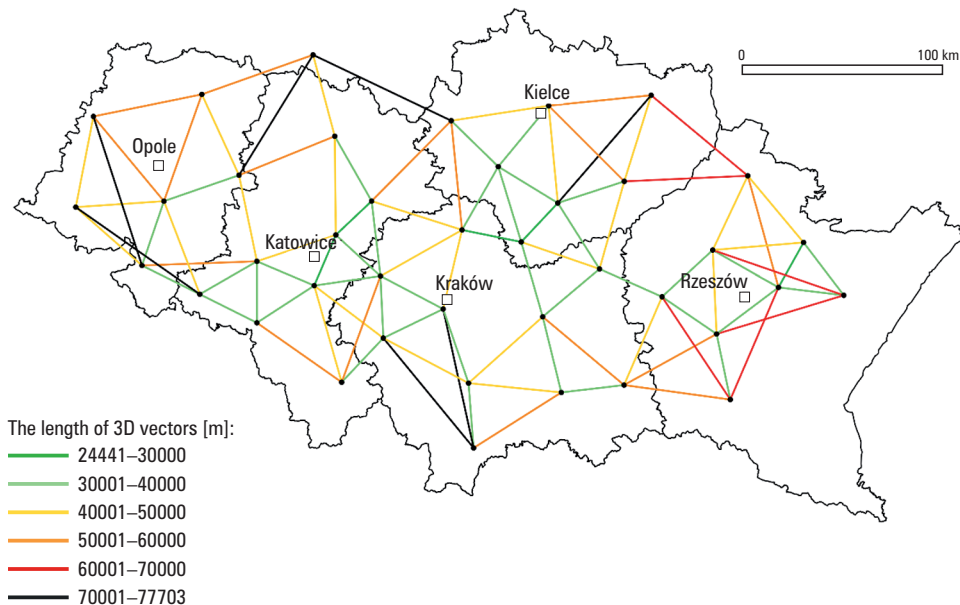 0 100 km
Kielce
Opole
Katowice
Kraków
Rzeszów
The length of 3D vectors [m]:
24441–30000
30001–40000
40001–50000
50001–60000
60001–70000
70001–77703